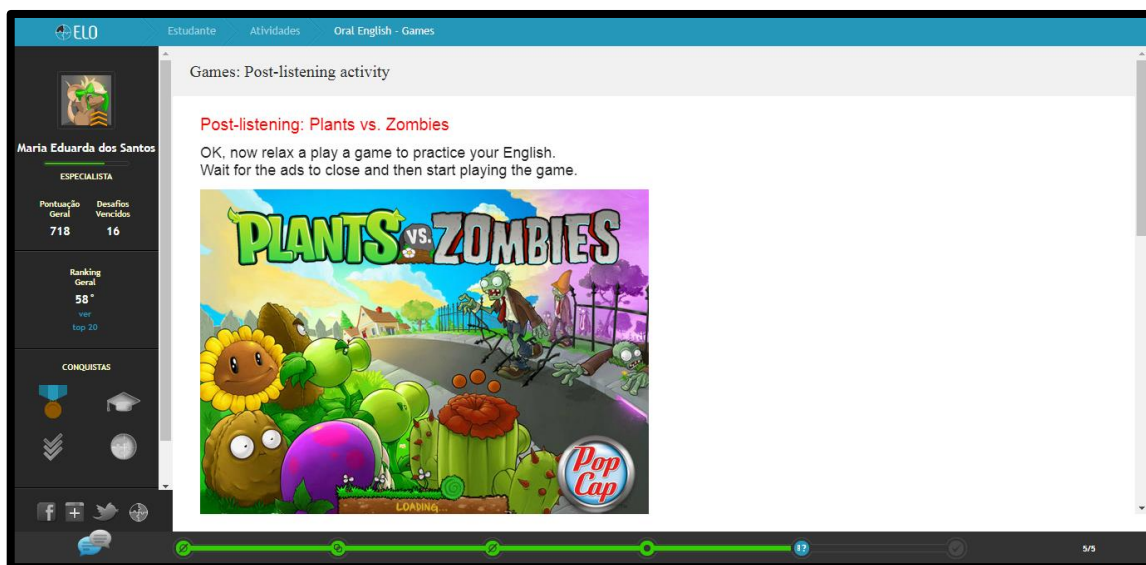 ELO
Estudante Atividades Oral English - Games
Games: Post-listening activity
Maria Eduarda dos Santos
ESPECIALISTA
Pontuação Geral
718
Desafios Vencidos
16
Ranking
Geral
58°
ver
top 20
CONQUISTAS
Post-listening: Plants vs. Zombies
OK, now relax a play a game to practice your English.
Wait for the ads to close and then start playing the game.
PLANTS VS. ZOMBIES
Pop
Cap
LOADING...
!?
5/5